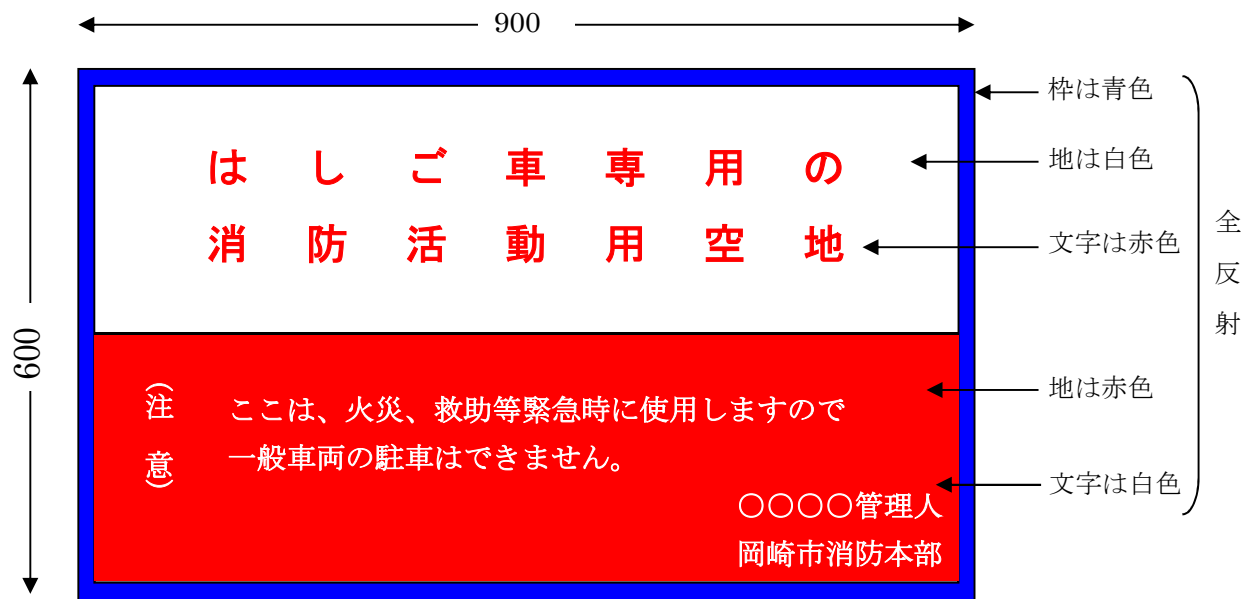 900
600
はしご車専用の
消防活動用空地
(注意)
ここは、火災、救助等緊急時に使用しますので
一般車両の駐車はできません。
○○○○管理人
岡崎市消防本部
枠は青色
地は白色
文字は赤色
地は赤色
文字は白色
全反射